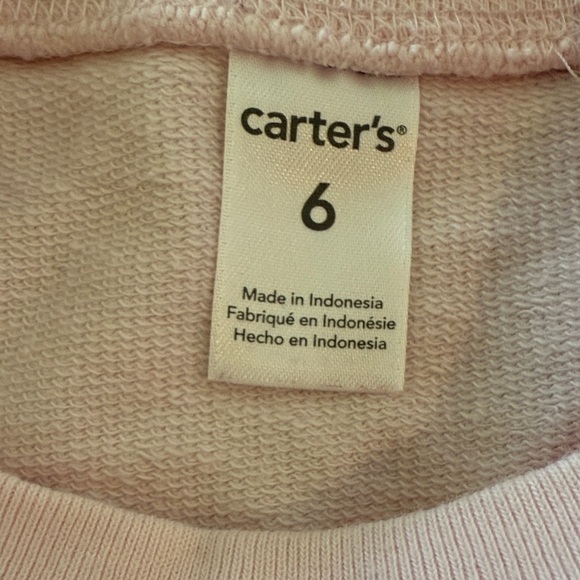 carter's®
6
Made in Indonesia
Fabriqué en Indonésie
Hecho en Indonesia